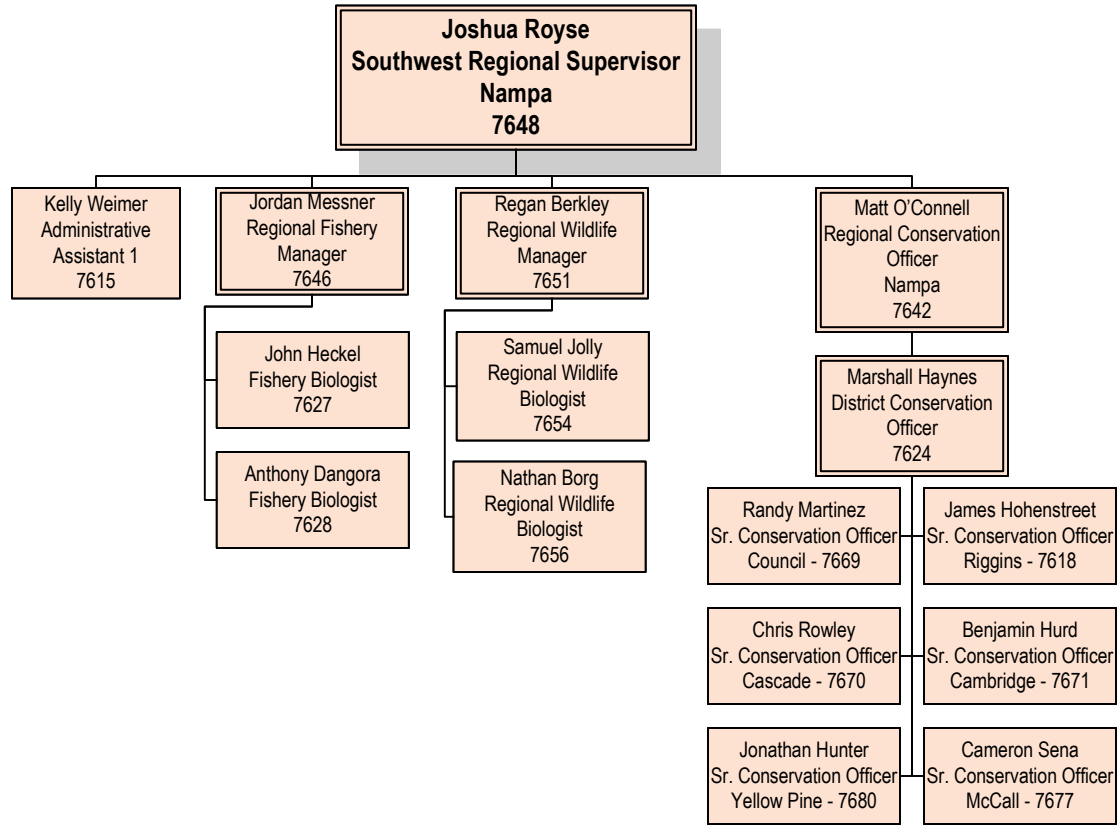 Joshua Royse
Southwest Regional Supervisor
Nampa
7648
Kelly Weimer
Administrative
Assistant 1
7615
Jordan Messner
Regional Fishery
Manager
7646
Regan Berkley
Regional Wildlife
Manager
7651
Matt O’Connell
Regional Conservation
Officer
Nampa
7642
John Heckel
Fishery Biologist
7627
Anthony Dangora
Fishery Biologist
7628
Samuel Jolly
Regional Wildlife
Biologist
7654
Nathan Borg
Regional Wildlife
Biologist
7656
Marshall Haynes
District Conservation
Officer
7624
Randy Martinez
Sr. Conservation Officer
Council - 7669
James Hohenstreet
Sr. Conservation Officer
Riggins - 7618
Chris Rowley
Sr. Conservation Officer
Cascade - 7670
Benjamin Hurd
Sr. Conservation Officer
Cambridge - 7671
Jonathan Hunter
Sr. Conservation Officer
Yellow Pine - 7680
Cameron Sena
Sr. Conservation Officer
McCall - 7677